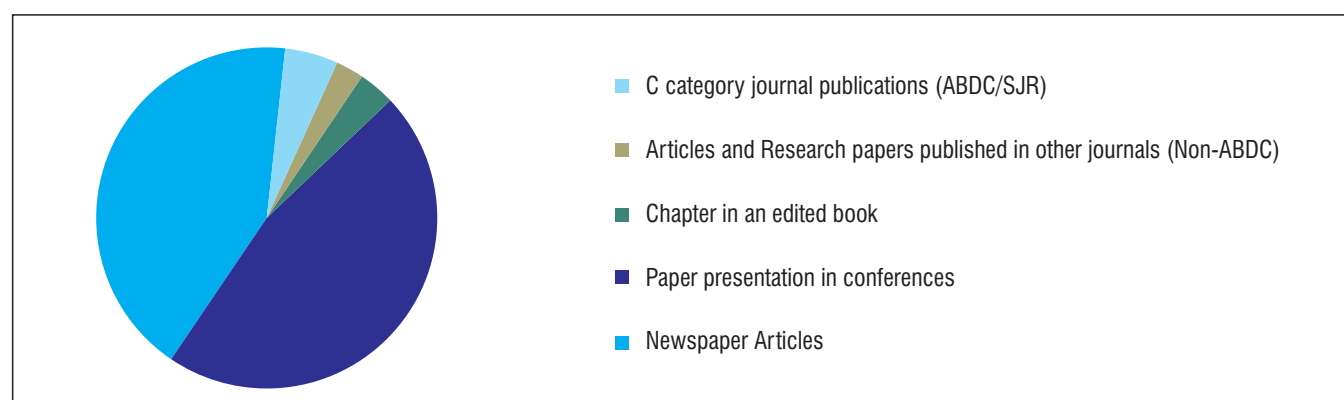 C category journal publications (ABDC/SJR)
Articles and Research papers published in other journals (Non-ABDC)
Chapter in an edited book
Paper presentation in conferences
Newspaper Articles